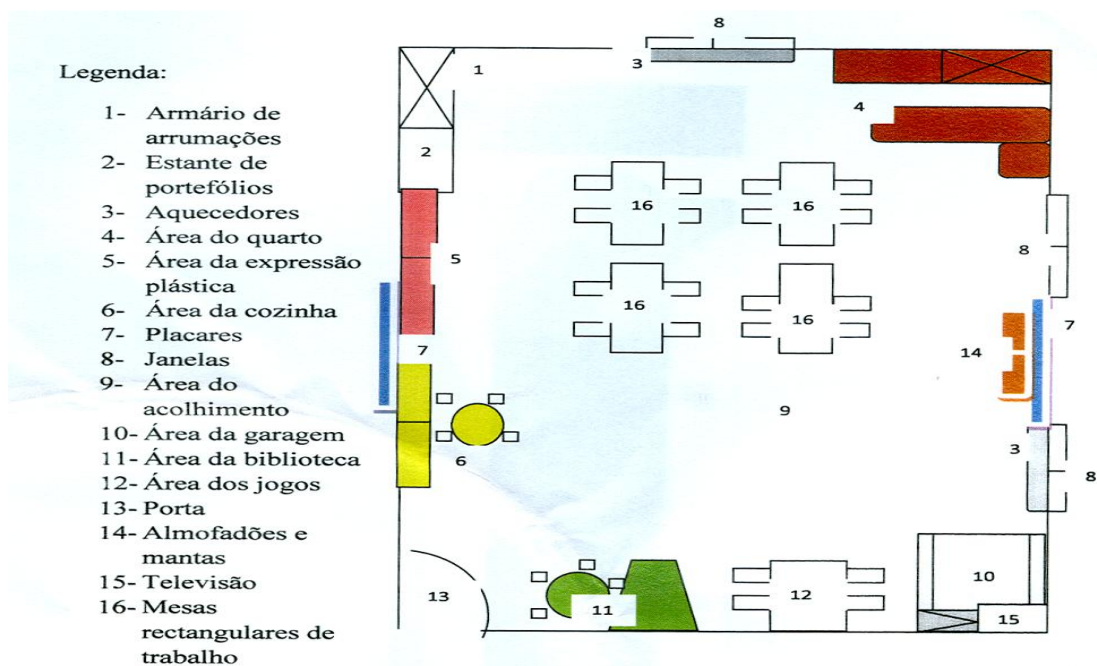 Legenda:
1- Armário de
arrumações
2- Estante de
portefólios
3- Aquecedores
4- Área do quarto
5- Área da expressão
plástica
6- Área da cozinha
7- Placares
8- Janelas
9- Área do
acolhimento
10- Área da garagem
11- Área da biblioteca
12- Área dos jogos
13- Porta
14- Almofadões e
mantas
15- Televisão
16- Mesas
rectangulares de
trabalho
8
1
3
4
2
16
16
5
8
16
16
7
7
14
9
6
3
8
13
11
12
10
15